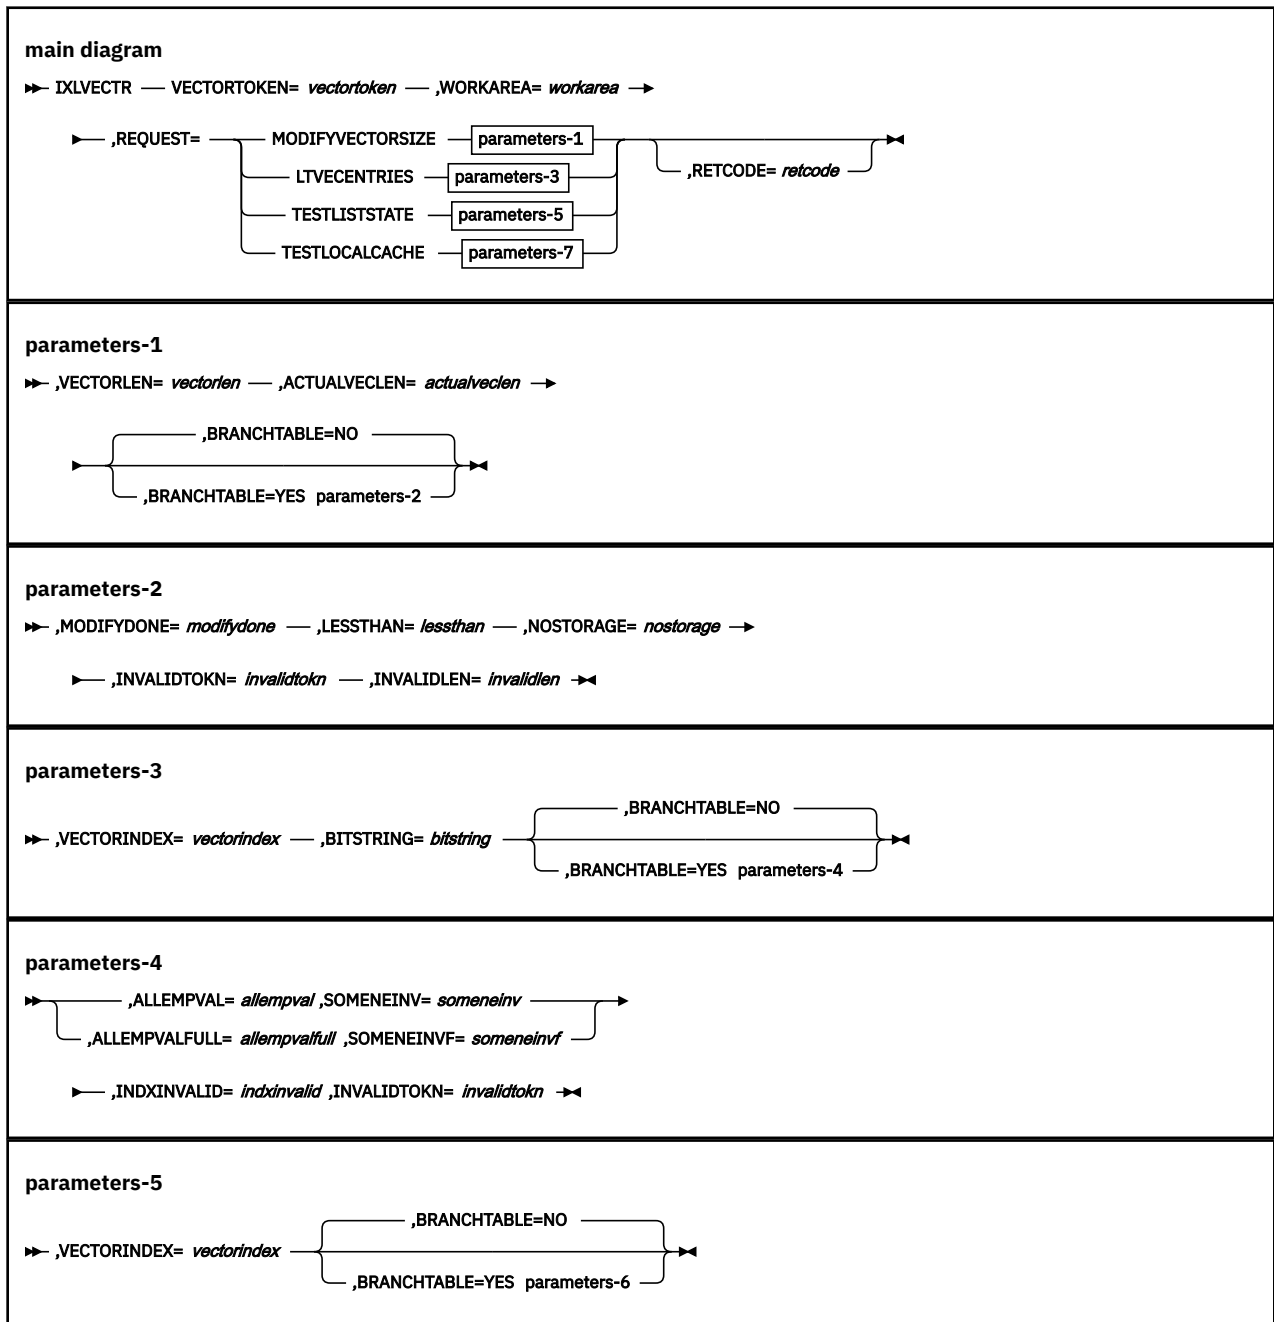 main diagram
IXLVECTR VECTORTOKEN= vectortoken ,WORKAREA= workarea
,REQUEST= MODIFYVECTORSIZE parameters-1
,RETCODE= retcode
LTVECENTRIES parameters-3
TESTLISTSTATE parameters-5
TESTLOCALCACHE parameters-7
parameters-1
,VECTORLEN= vectorlen ,ACTUALVECLEN= actualveclen
,BRANCHTABLE=NO
,BRANCHTABLE=YES parameters-2
parameters-2
,MODIFYDONE= modifydone ,LESSTHAN= lessthan ,NOSTORAGE= nostorage
,INVALIDTOKN= invalidtokn ,INVALIDLEN= invalidlen
parameters-3
,BRANCHTABLE=NO
,VECTORINDEX= vectorindex ,BITSTRING= bitstring
,BRANCHTABLE=YES parameters-4
parameters-4
,ALLEMPVAL= allempval ,SOMENEINV= someneinv
,ALLEMPVALFULL= allempvalfull ,SOMENEINVF= someneinvf
,INDXINVALID= indxinvalid ,INVALIDTOKN= invalidtokn
parameters-5
,BRANCHTABLE=NO
,VECTORINDEX= vectorindex
,BRANCHTABLE=YES parameters-6